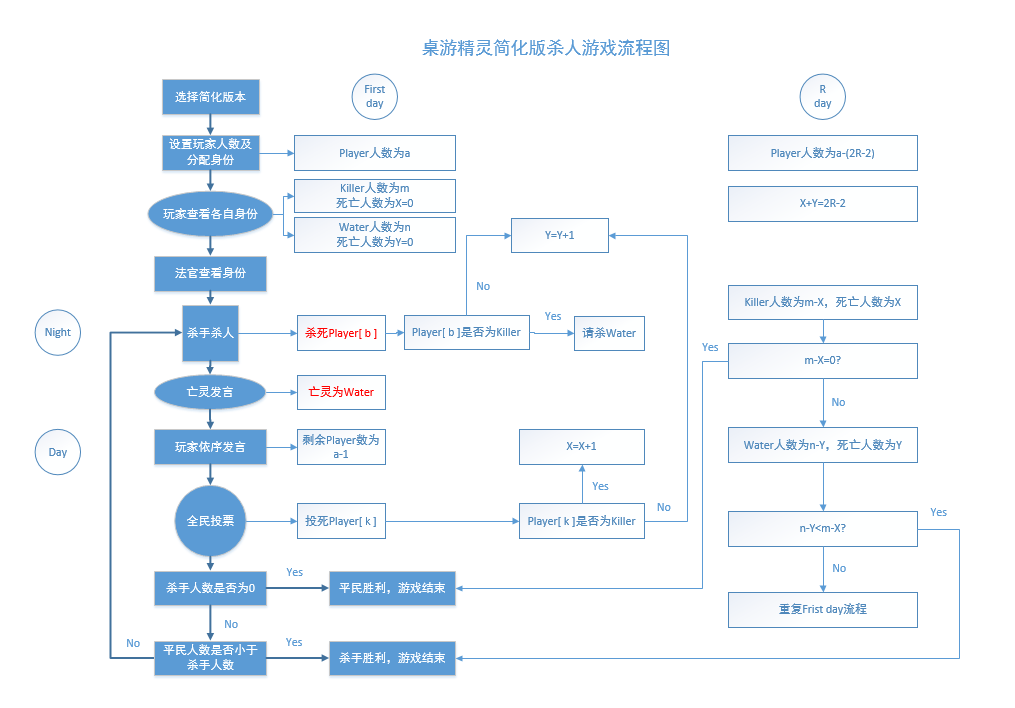 桌游精灵简化版杀人游戏流程图
First
day
R
day
选择简化版本
设置玩家人数及
分配身份
Player人数为a
Player人数为a-(2R-2)
玩家查看各自身份
Killer人数为m
死亡人数为X=0
Water人数为n
死亡人数为Y=0
X+Y=2R-2
Y=Y+1
法官查看身份
No
Killer人数为m-X，死亡人数为X
Night
杀手杀人
杀死Player[ b ]
Player[ b ]是否为Killer
Yes
请杀Water
Yes
m-X=0?
亡灵发言
亡灵为Water
No
Day
玩家依序发言
剩余Player数为
a-1
X=X+1
Water人数为n-Y，死亡人数为Y
Yes
全民投票
投死Player[ k ]
Player[ k ]是否为Killer
No
n-Y<m-X?
Yes
杀手人数是否为0
Yes
平民胜利，游戏结束
No
重复Frist day流程
No
No
平民人数是否小于
杀手人数
Yes
杀手胜利，游戏结束